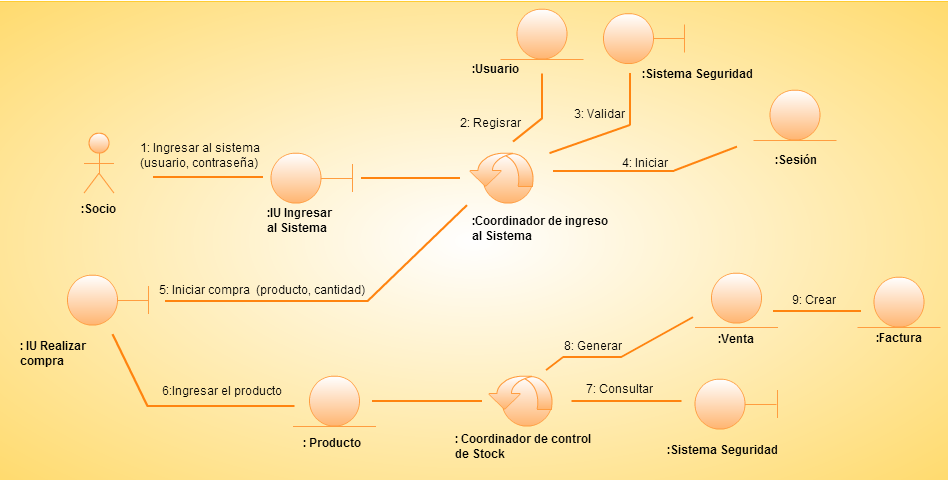 :Usuario
:Sistema Seguridad
2: Regisrar
3: Validar
1: Ingresar al sistema
(usuario, contraseña)
4: Iniciar
:Sesión
:Socio
:IU Ingresar
al Sistema
:Coordinador de ingreso
al Sistema
5: Iniciar compra (producto, cantidad)
9: Crear
: IU Realizar
compra
8: Generar
:Venta
:Factura
6:Ingresar el producto
7: Consultar
: Producto
: Coordinador de control
de Stock
:Sistema Seguridad